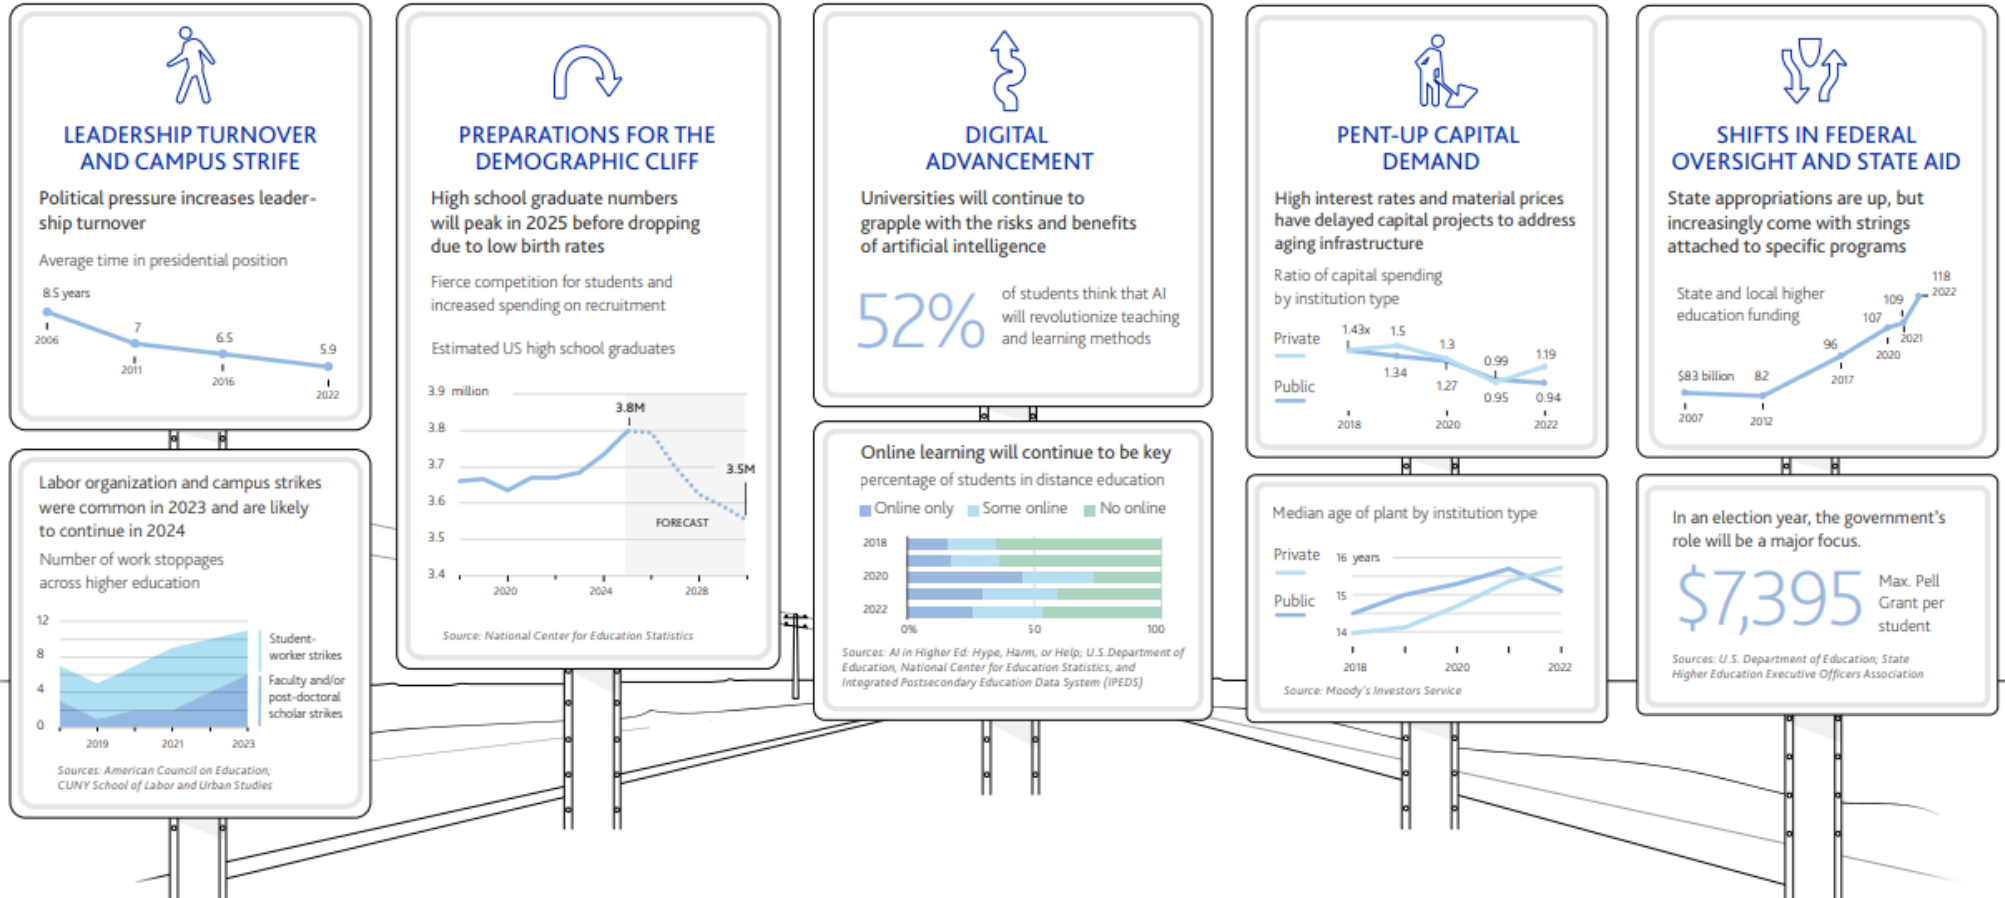 LEADERSHIP TURNOVER
AND CAMPUS STRIFE
Political pressure increases leader-
ship turnover
Average time in presidential position
8.5 years
7
6.5
5.9
2006
2011
2016
2022
Labor organization and campus strikes
were common in 2023 and are likely
to continue in 2024
Number of work stoppages
across higher education
12
8
4
0
2019
2021
2023
Student-
worker strikes
Faculty and/or
post-doctoral
scholar strikes
Sources: American Council on Education;
CUNY School of Labor and Urban Studies
PREPARATIONS FOR THE
DEMOGRAPHIC CLIFF
High school graduate numbers
will peak in 2025 before dropping
due to low birth rates
Fierce competition for students and
increased spending on recruitment
Estimated US high school graduates
3.9 million
3.8M
3.8
3.7
3.5M
3.6
FORECAST
3.5
3.4
2020
2024
2028
Source: National Center for Education Statistics
DIGITAL
ADVANCEMENT
Universities will continue to
grapple with the risks and benefits
of artificial intelligence
52%
of students think that AI
will revolutionize teaching
and learning methods
Online learning will continue to be key
percentage of students in distance education
Online only Some online No online
2018
2020
2022
0% 50 100
Sources: AI in Higher Ed: Hype, Harm, or Help; U.S.Department of
Education, National Center for Education Statistics, and
Integrated Postsecondary Education Data System (IPEDS)
PENT-UP CAPITAL
DEMAND
High interest rates and material prices
have delayed capital projects to address
aging infrastructure
Ratio of capital spending
by institution type
Private
Public
1.43x
1.5
1.3
0.99
1.19
1.34
1.27
0.95
0.94
2018
2020
2022
Median age of plant by institution type
Private
Public
16 years
15
14
2018
2020
2022
Source: Moody's Investors Service
SHIFTS IN FEDERAL
OVERSIGHT AND STATE AID
State appropriations are up, but
increasingly come with strings
attached to specific programs
State and local higher
education funding
$83 billion
82
96
107
109
118
2007
2012
2017
2020
2021
2022
In an election year, the government's
role will be a major focus.
$7,395
Max. Pell
Grant per
student
Sources: U.S. Department of Education; State
Higher Education Executive Officers Association